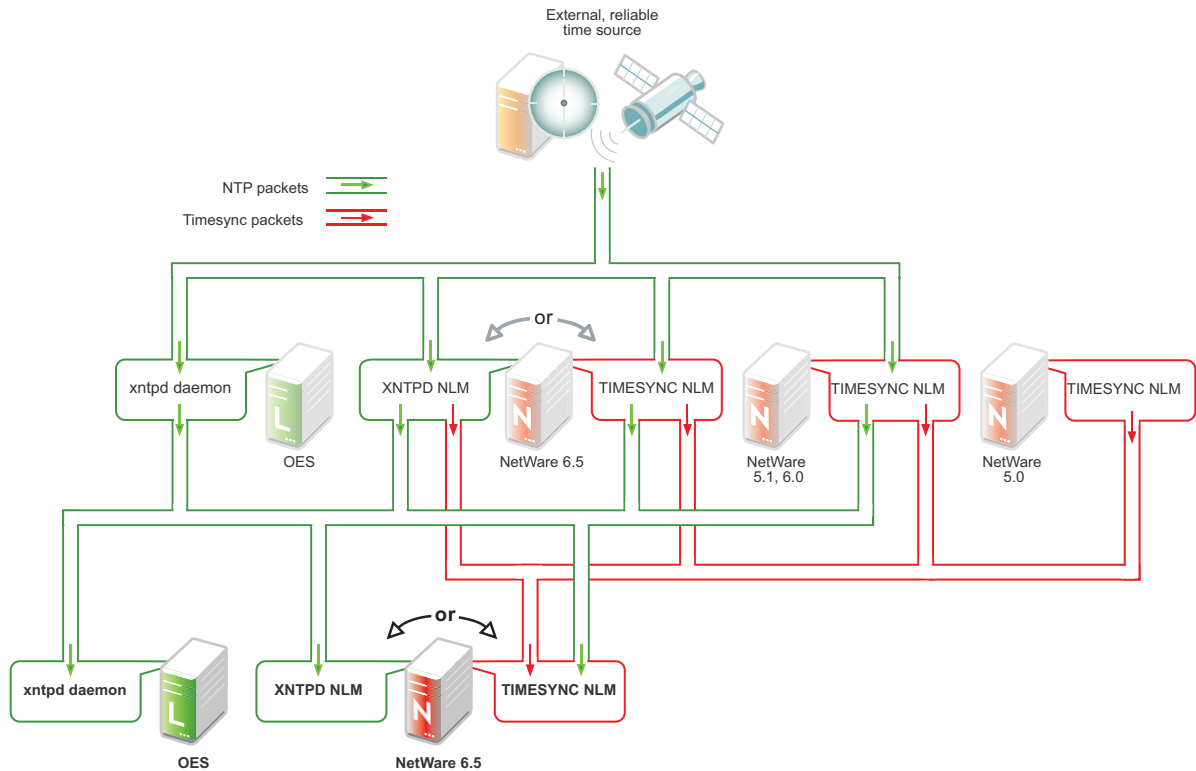 External, reliable
time source
NTP packets
Timesync packets
or
xntpd daemon
XNTPD NLM
TIMESYNC NLM
TIMESYNC NLM
TIMESYNC NLM
L
N
N
N
OES
NetWare 6.5
NetWare
5.1, 6.0
NetWare
5.0
or
xntpd daemon
XNTPD NLM
TIMESYNC NLM
L
N
OES
NetWare 6.5